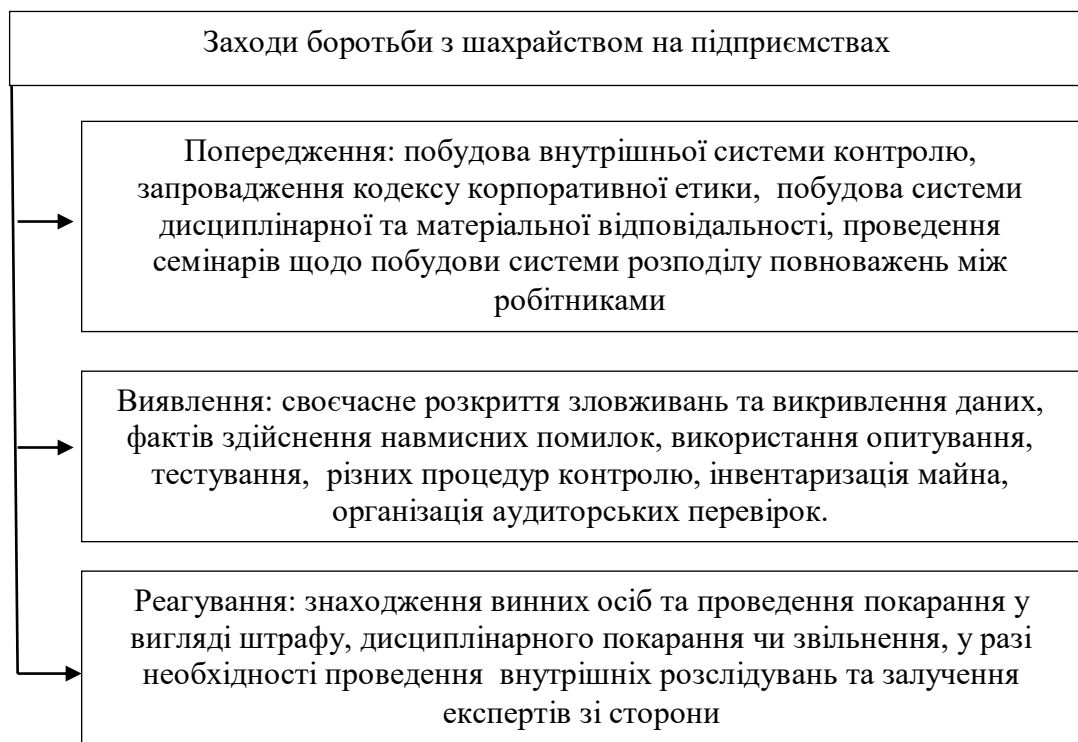 Заходи боротьби з шахрайством на підприємствах
Попередження: побудова внутрішньої системи контролю,
запровадження кодексу корпоративної етики, побудова системи
дисциплінарної та матеріальної відповідальності, проведення
семінарів щодо побудови системи розподілу повноважень між
робітниками
Виявлення: своєчасне розкриття зловживань та викривлення даних,
фактів здійснення навмисних помилок, використання опитування,
тестування, різних процедур контролю, інвентаризація майна,
організація аудиторських перевірок.
Реагування: знаходження винних осіб та проведення покарання у
вигляді штрафу, дисциплінарного покарання чи звільнення, у разі
необхідності проведення внутрішніх розслідувань та залучення
експертів зі сторони